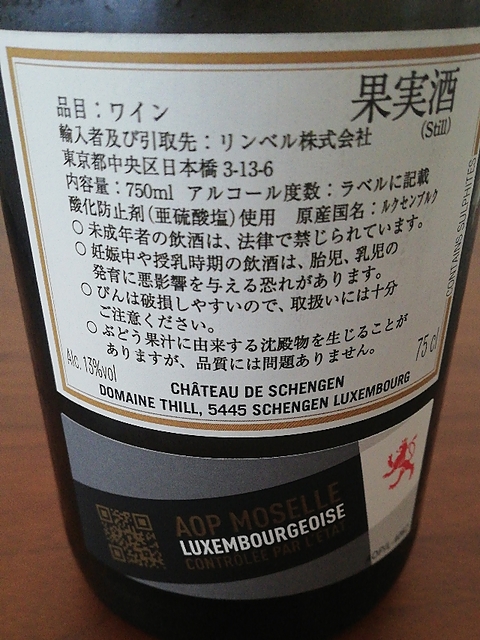 果実酒
(Still)
品目：ワイン
輸入者及び引取先：リンベル株式会社
東京都中央区日本橋 3-13-6
内容量：750ml アルコール度数：ラベルに記載
酸化防止剤(亜硫酸塩)使用 原産国名：ルクセンブルク
○ 未成年者の飲酒は、法律で禁じられています。
○ 妊娠中や授乳時期の飲酒は、胎児、乳児の
発育に悪影響を与える恐れがあります。
○ びんは破損しやすいので、取扱いには十分
ご注意ください。
○ ぶどう果汁に由来する沈殿物を生じることが
ありますが、品質には問題ありません。
CONTAINS SULPHITES
Alc. 13%vol
75 cl
CHÂTEAU DE SCHENGEN
DOMAINE THILL, 5445 SCHENGEN LUXEMBOURG
AOP MOSELLE
LUXEMBOURGEOISE
CONTRÔLÉE PAR L'ÉTAT